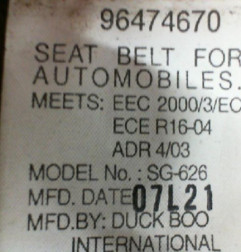 96474670
SEAT BELT FOR
AUTOMOBILES.
MEETS: EEC 2000/3/EC
ECE R16-04
ADR 4/03
MODEL No. : SG-626
MFD. DATE 07L21
MFD.BY: DUCK BOO
INTERNATIONAL